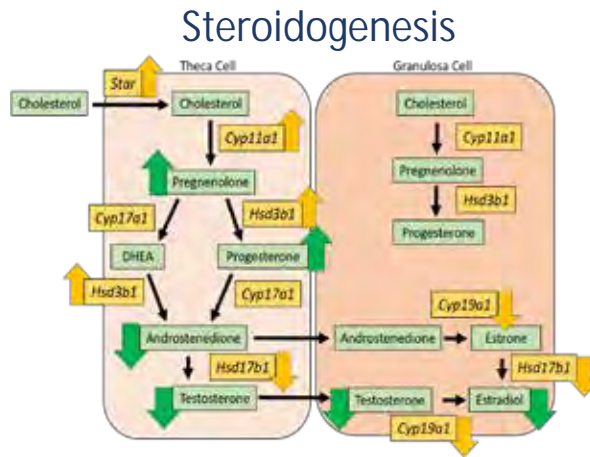 Steroidogenesis
Theca Cell
Granulosa Cell
Star
Cholesterol
Cholesterol
Cholesterol
Cyp11a1
Cyp11a1
Pregnenolone
Pregnenolone
Cyp17a1
Hsd3b1
Hsd3b1
DHEA
Progesterone
Progesterone
Hsd3b1
Cyp17a1
Cyp19a1
Androstenedione
Androstenedione
Estrone
Hsd17b1
Hsd17b1
Testosterone
Testosterone
Estradiol
Cyp19a1